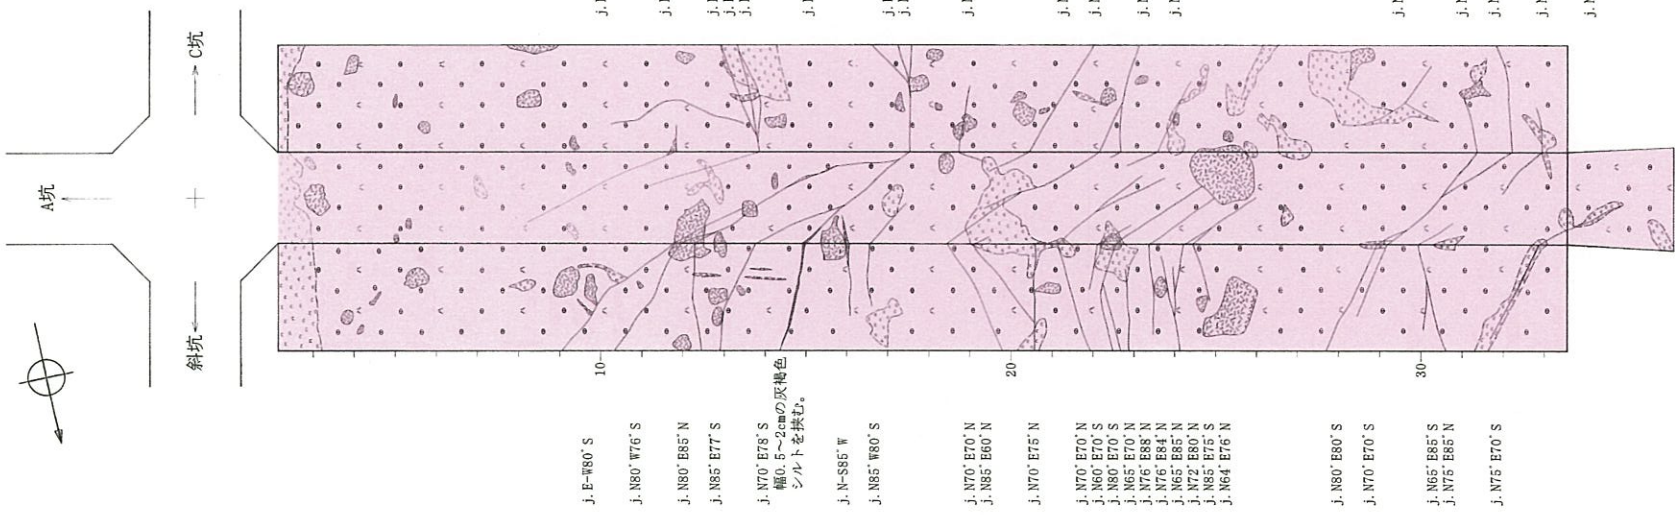 A坑
斜坑
C坑
10
20
30
j.E-W80°S
j.N80°W76°S
j.N80°E85°N
j.N85°E77°S
j.N70°E78°S
幅0.5~2cmの灰褐色
シルトを挟む。
j.N-S85°W
j.N85°W80°S
j.N70°E70°N
j.N85°E60°N
j.N70°E75°N
j.N70°E70°N
j.N60°E70°S
j.N80°E70°S
j.N65°E70°N
j.N76°E88°N
j.N76°E84°N
j.N65°E85°N
j.N72°E80°N
j.N85°E75°S
j.N64°E76°N
j.N80°E80°S
j.N70°E70°S
j.N65°E85°S
j.N75°E85°N
j.N75°E70°S